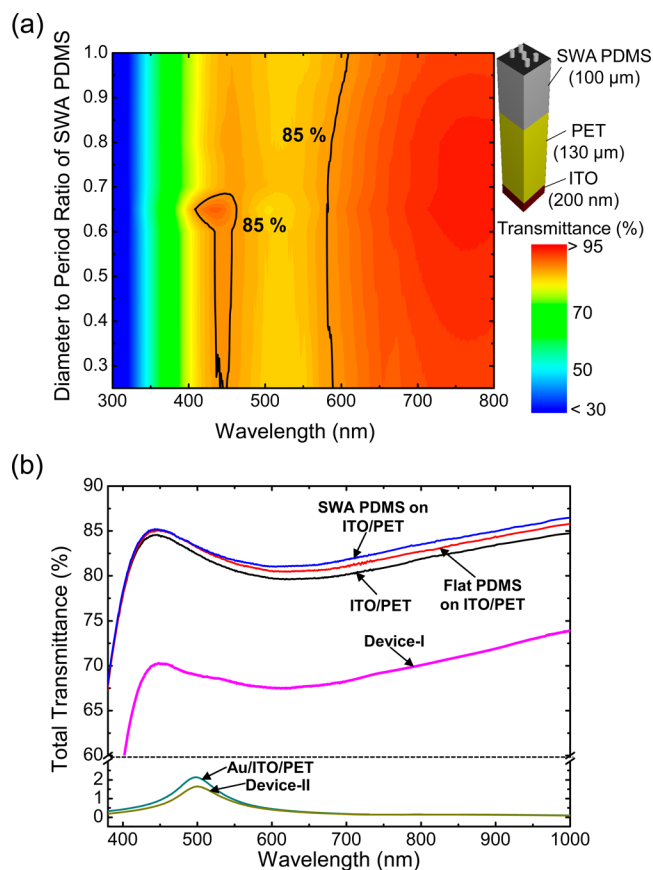 (a)
Diameter to Period Ratio of SWA PDMS
1.0
0.9
0.8
0.7
0.6
0.5
0.4
0.3
85 %
85 %
300 400 500 600 700 800
Wavelength (nm)
SWA PDMS
(100 μm)
PET
(130 μm)
ITO
(200 nm)
Transmittance (%)
> 95
70
50
< 30
(b)
Total Transmittance (%)
90
85
80
75
70
65
60
2
1
0
SWA PDMS on
ITO/PET
ITO/PET
Flat PDMS
on ITO/PET
Device-I
Au/ITO/PET
Device-II
400 500 600 700 800 900 1000
Wavelength (nm)